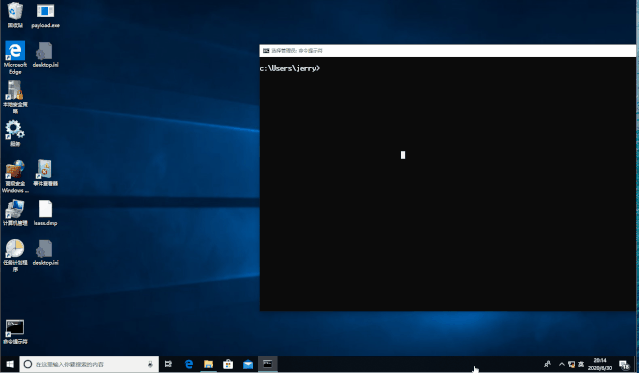 回收站
payload.exe
Microsoft
Edge
desktop.ini
本地安全策
略
服务
高级安全
Windows ...
事件查看器
计算机管理
lsass.dmp
任务计划程
序
desktop.ini
命令提示符
选择管理员: 命令提示符
c:\Users\jerry>
在这里输入你要搜索的内容
英
20:14
2020/6/30